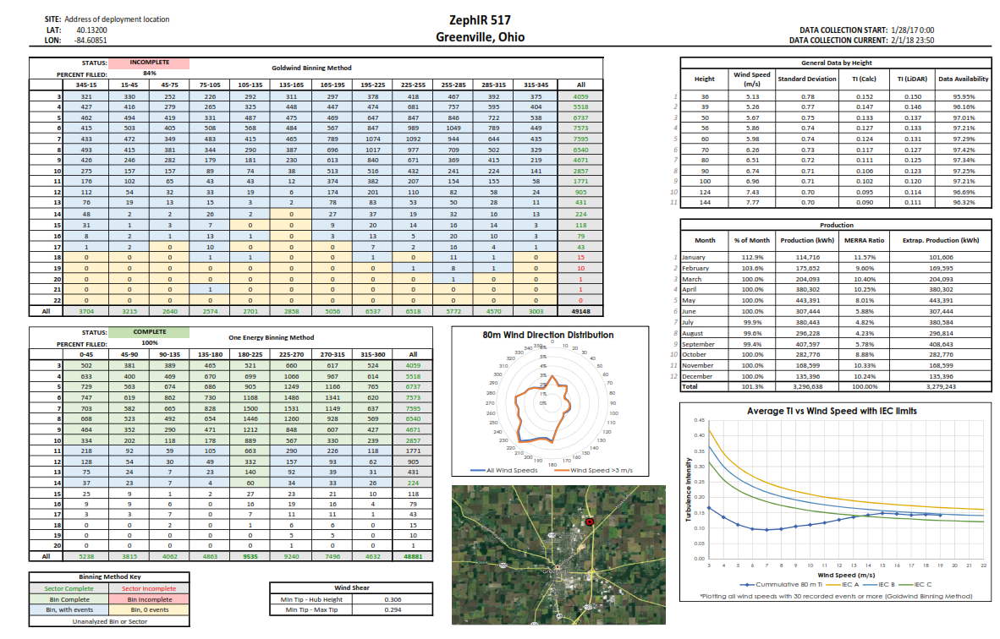 SITE: Address of deployment location
LAT: 40.13200
LON: -84.60851
ZephIR 517
Greenville, Ohio
DATA COLLECTION START: 1/28/17 0:00
DATA COLLECTION CURRENT: 2/1/18 23:50
STATUS: INCOMPLETE
PERCENT FILLED: 84%
Goldwind Binning Method
345-15 15-45 45-75 75-105 105-135 135-165 165-195 195-225 225-255 255-285 285-315 315-345 All
3 321 330 252 226 292 311 297 378 418 467 392 375 4059
4 427 416 279 265 325 448 447 474 681 757 595 404 5518
5 462 494 419 331 487 475 469 647 847 846 722 538 6737
6 415 503 405 508 568 484 567 847 989 1049 789 449 7573
7 433 472 349 483 415 465 789 1074 1092 944 644 435 7595
8 493 415 381 344 290 387 696 1017 977 709 502 329 6540
9 426 246 282 179 181 230 613 840 671 369 415 219 4671
10 275 157 157 89 74 38 513 516 432 241 224 141 2857
11 176 102 65 43 43 12 374 382 207 154 155 58 1771
12 112 54 32 33 19 6 174 201 110 82 58 24 905
13 76 19 13 15 3 2 78 83 53 50 28 11 431
14 48 2 2 26 2 0 27 37 19 32 16 13 224
15 31 1 3 7 0 0 9 20 14 16 14 3 118
16 8 2 1 13 1 0 3 13 5 20 10 3 79
17 1 2 0 10 0 0 0 7 2 16 4 1 43
18 0 0 0 1 1 0 0 1 0 11 1 0 15
19 0 0 0 0 0 0 0 0 1 8 1 0 10
20 0 0 0 0 0 0 0 0 0 1 0 0 1
21 0 0 0 1 0 0 0 0 0 0 0 0 1
22 0 0 0 0 0 0 0 0 0 0 0 0 0
All 3704 3215 2640 2574 2701 2858 5056 6537 6518 5772 4570 3003 49148
General Data by Height
Height Wind Speed (m/s) Standard Deviation TI (Calc) TI (LiDAR) Data Availability
1 36 5.13 0.78 0.152 0.150 95.95%
2 39 5.26 0.77 0.147 0.146 96.16%
3 50 5.67 0.75 0.133 0.137 97.01%
4 56 5.86 0.74 0.127 0.133 97.21%
5 60 5.98 0.74 0.124 0.131 97.29%
6 70 6.26 0.73 0.117 0.127 97.42%
7 80 6.51 0.72 0.111 0.125 97.34%
8 90 6.74 0.71 0.106 0.123 97.25%
9 100 6.96 0.71 0.102 0.120 97.21%
10 124 7.43 0.70 0.095 0.114 96.69%
11 144 7.77 0.70 0.090 0.111 96.32%
Production
Month % of Month Production (kWh) MERRA Ratio Extrap. Production (kWh)
1 January 112.9% 114,716 11.57% 101,606
2 February 103.6% 175,652 9.60% 169,595
3 March 100.0% 204,093 10.40% 204,093
4 April 100.0% 380,302 10.25% 380,302
5 May 100.0% 443,391 8.01% 443,391
6 June 100.0% 307,444 5.88% 307,444
7 July 99.9% 380,443 4.82% 380,584
8 August 99.6% 296,228 4.23% 296,814
9 September 99.4% 407,597 5.78% 408,643
10 October 100.0% 282,776 8.88% 282,776
11 November 100.0% 168,599 10.33% 168,599
12 December 100.0% 135,396 10.24% 135,396
Total 101.3% 3,296,638 100.00% 3,279,243
STATUS: COMPLETE
PERCENT FILLED: 100%
One Energy Binning Method
0-45 45-90 90-135 135-180 180-225 225-270 270-315 315-360 All
3 502 381 389 465 521 660 617 524 4059
4 633 400 469 670 699 1066 967 614 5518
5 729 563 674 686 905 1249 1166 765 6737
6 747 619 862 730 1168 1486 1341 620 7573
7 703 582 665 828 1500 1531 1149 637 7595
8 668 523 492 654 1446 1260 928 569 6540
9 464 352 290 471 1212 848 607 427 4671
10 334 202 118 178 889 567 330 239 2857
11 218 92 59 105 663 290 226 118 1771
12 128 54 30 49 332 157 93 62 905
13 75 24 7 23 140 92 39 31 431
14 37 23 7 4 60 34 33 26 224
15 25 9 1 2 27 23 21 10 118
16 9 9 6 0 16 19 16 4 79
17 3 3 7 0 7 11 11 1 43
18 0 0 2 0 1 6 6 0 15
19 0 0 0 0 0 5 5 0 10
20 0 0 0 0 0 1 0 0 1
All 5238 3815 4062 4863 9535 9240 7496 4632 48881
80m Wind Direction Distribution
0 10 20 30 40 50 60 70 80 90 100 110 120 130 140 150 160 170 180 190 200 210 220 230 240 250 260 270 280 290 300 310 320 330 340 350
6% 5% 4% 3% 2% 1% 0%
All Wind Speeds Wind Speed >3 m/s
Average TI vs Wind Speed with IEC limits
Turbulence Intensity
0.45
0.40
0.35
0.30
0.25
0.20
0.15
0.10
0.05
0.00
3 4 5 6 7 8 9 10 11 12 13 14 15 16 17 18 19 20 21 22
Wind Speed (m/s)
Cummulative 80 m TI IEC A IEC B IEC C
*Plotting all wind speeds with 30 recorded events or more (Goldwind Binning Method)
Binning Method Key
Sector Complete Sector Incomplete
Bin Complete Bin Incomplete
Bin, with events Bin, 0 events
Unanalyzed Bin or Sector
Wind Shear
Min Tip - Hub Height 0.306
Min Tip - Max Tip 0.294